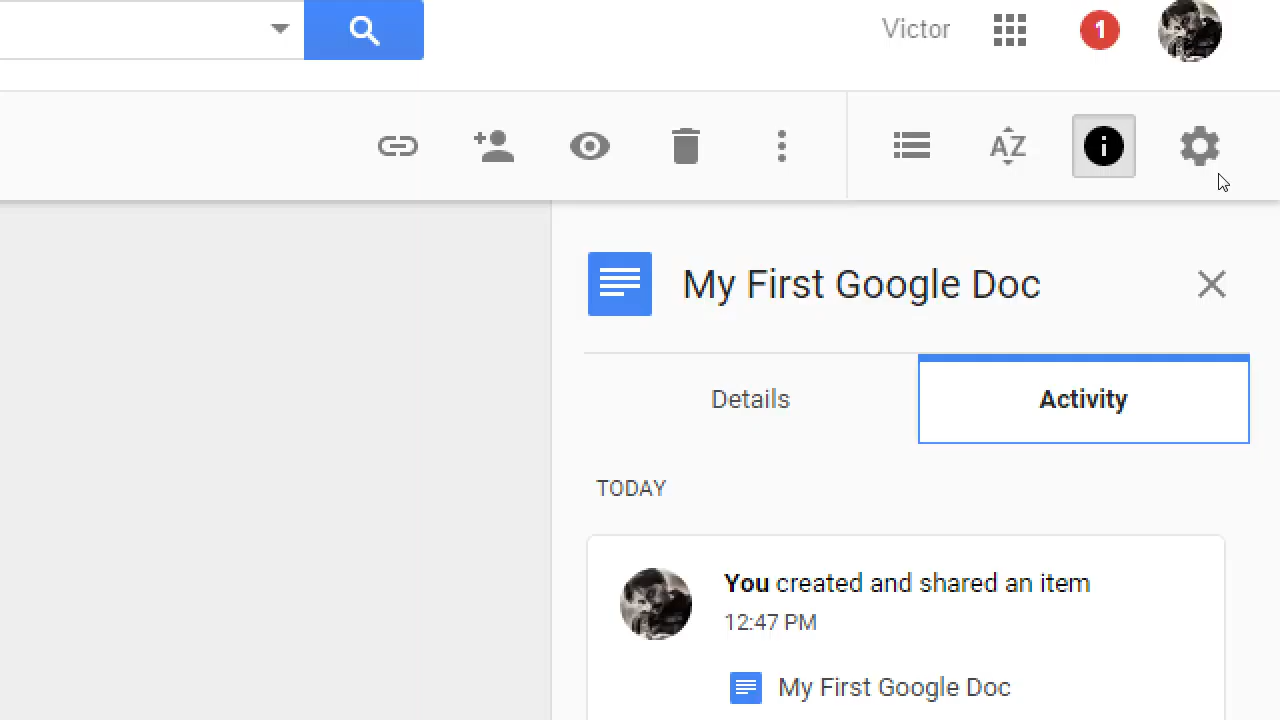 Victor
1
AZ
My First Google Doc
Details
Activity
TODAY
You created and shared an item
12:47 PM
My First Google Doc